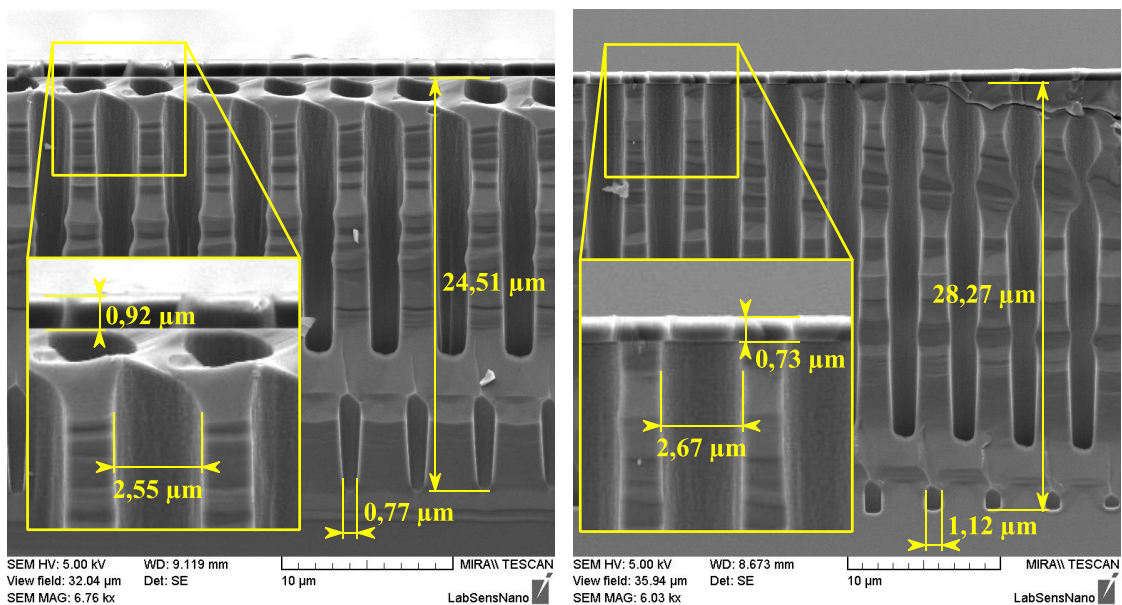 24,51 µm
0,92 µm
2,55 µm
0,77 µm
SEM HV: 5.00 kV WD: 9.119 mm MIRA\\ TESCAN
View field: 32.04 µm Det: SE 10 µm
SEM MAG: 6.76 kx LabSensNano
28,27 µm
0,73 µm
2,67 µm
1,12 µm
SEM HV: 5.00 kV WD: 8.673 mm MIRA\\ TESCAN
View field: 35.94 µm Det: SE 10 µm
SEM MAG: 6.03 kx LabSensNano